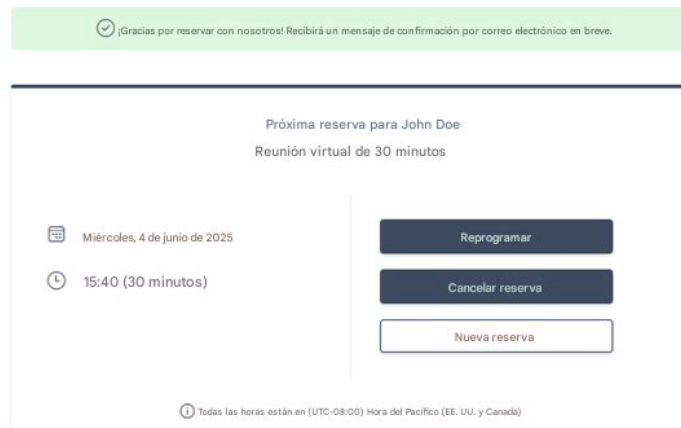 ¡Gracias por reservar con nosotros! Recibirá un mensaje de confirmación por correo electrónico en breve.
Próxima reserva para John Doe
Reunión virtual de 30 minutos
Miércoles, 4 de junio de 2025
15:40 (30 minutos)
Reprogramar
Cancelar reserva
Nueva reserva
Todas las horas están en (UTC-08:00) Hora del Pacífico (EE. UU. y Canadá)